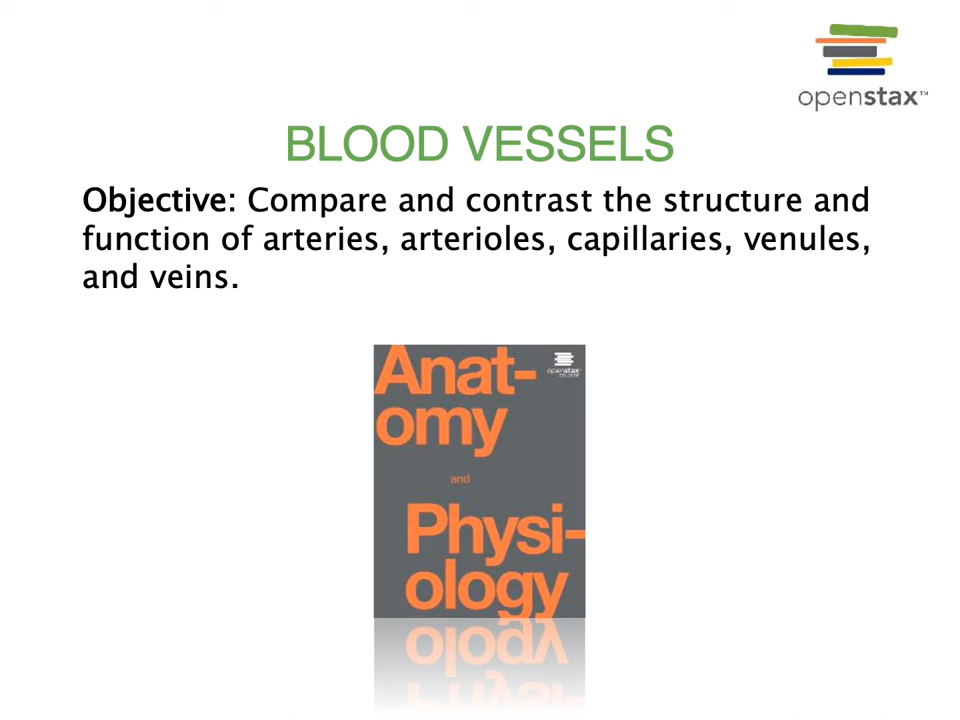 openstax™
BLOOD VESSELS
Objective: Compare and contrast the structure and
function of arteries, arterioles, capillaries, venules,
and veins.
Anat-
omy
and
Physi-
ology
openstax